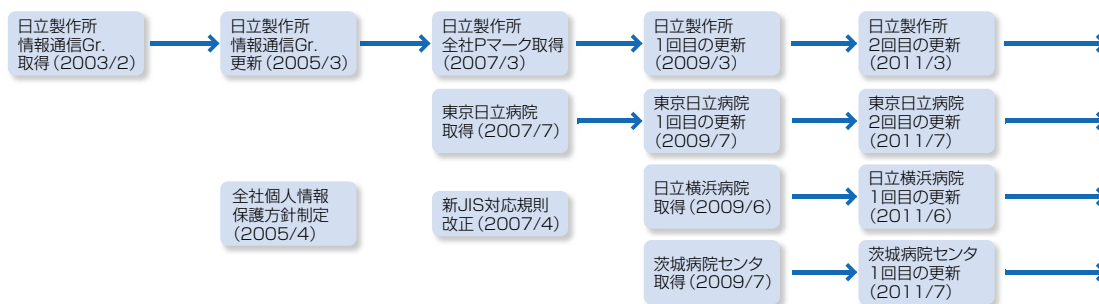 日立製作所
情報通信Gr.
取得(2003/2)
日立製作所
情報通信Gr.
更新(2005/3)
日立製作所
全社Pマーク取得
(2007/3)
日立製作所
1回目の更新
(2009/3)
日立製作所
2回目の更新
(2011/3)
東京日立病院
取得(2007/7)
東京日立病院
1回目の更新
(2009/7)
東京日立病院
2回目の更新
(2011/7)
全社個人情報
保護方針制定
(2005/4)
新JIS対応規則
改正(2007/4)
日立横浜病院
取得(2009/6)
日立横浜病院
1回目の更新
(2011/6)
茨城病院センタ
取得(2009/7)
茨城病院センタ
1回目の更新
(2011/7)